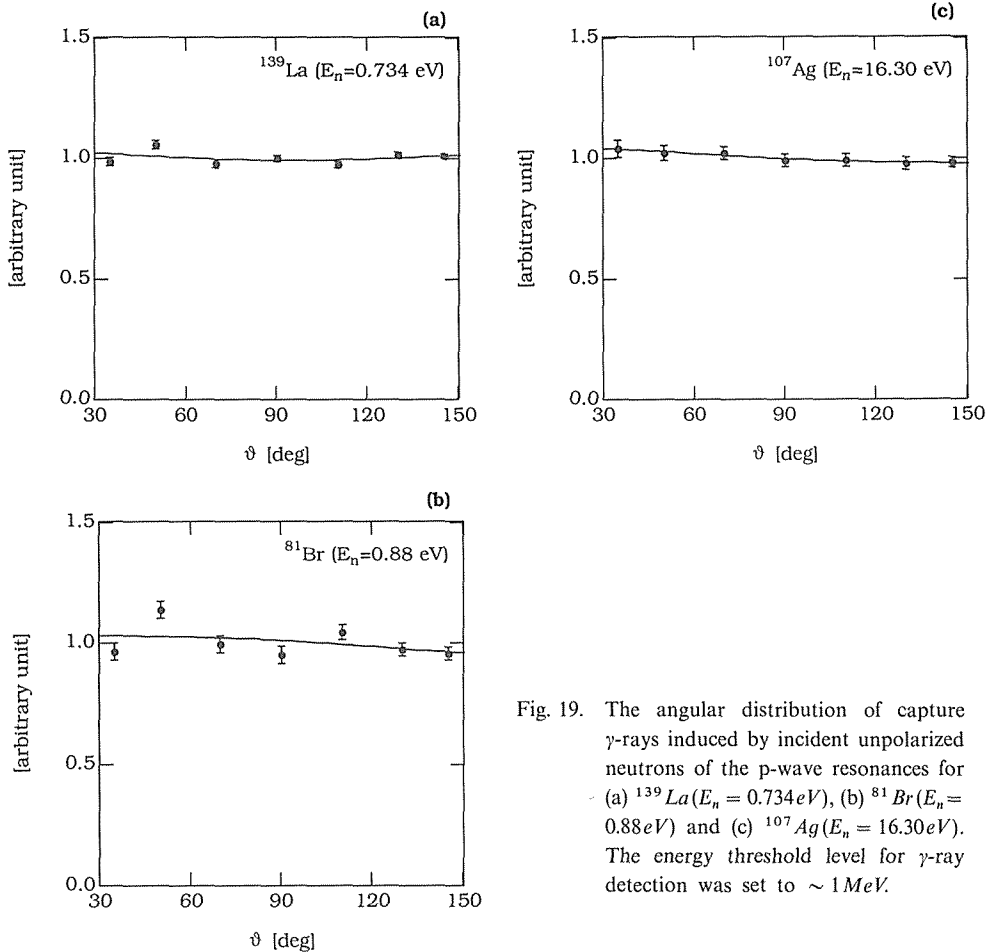 (a)
1.5
¹³⁹La (Eₙ=0.734 eV)
1.0
[arbitrary unit]
0.5
0.0
30 60 90 120 150
ϑ [deg]
(c)
1.5
¹⁰⁷Ag (Eₙ=16.30 eV)
1.0
[arbitrary unit]
0.5
0.0
30 60 90 120 150
ϑ [deg]
(b)
1.5
⁸¹Br (Eₙ=0.88 eV)
1.0
[arbitrary unit]
0.5
0.0
30 60 90 120 150
ϑ [deg]
Fig. 19. The angular distribution of capture
γ-rays induced by incident unpolarized
neutrons of the p-wave resonances for
(a) ¹³⁹La(Eₙ = 0.734eV), (b) ⁸¹Br(Eₙ =
0.88eV) and (c) ¹⁰⁷Ag(Eₙ = 16.30eV).
The energy threshold level for γ-ray
detection was set to ~ 1MeV.